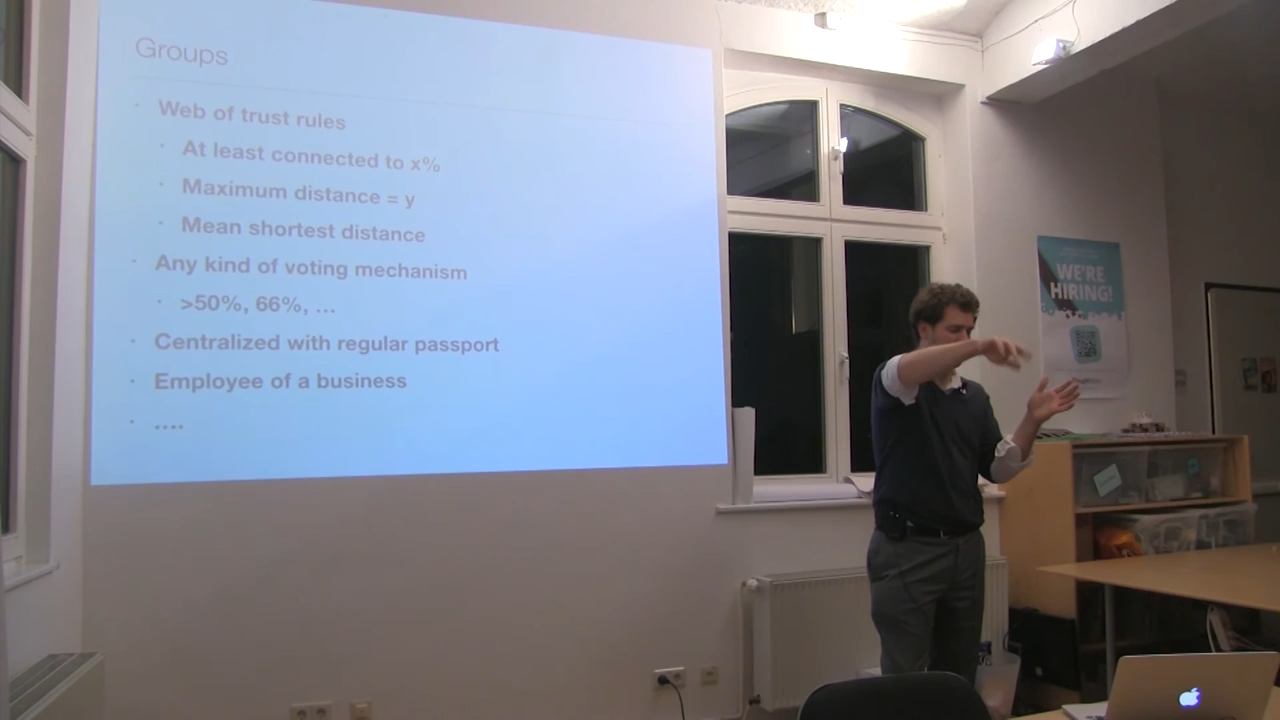 Groups
Web of trust rules
At least connected to x%
Maximum distance = y
Mean shortest distance
Any kind of voting mechanism
>50%, 66%, ...
Centralized with regular passport
Employee of a business
....
WE'RE
HIRING!